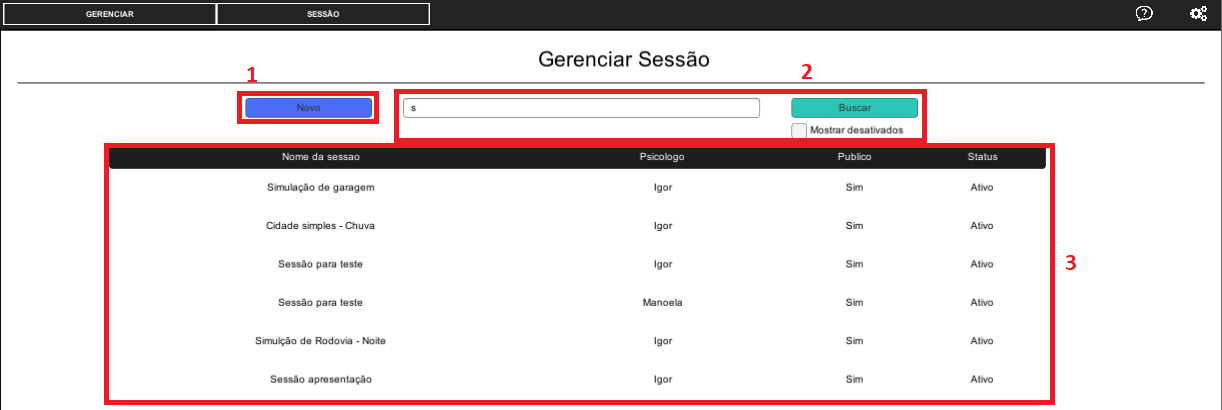 GERENCIAR SESSÃO
Gerenciar Sessão
1 2
Novo s Buscar
Mostrar desativados
Nome da sessao Psicologo Publico Status
Simulação de garagem Igor Sim Ativo
Cidade simples - Chuva Igor Sim Ativo
Sessão para teste Igor Sim Ativo
3
Sessão para teste Manoela Sim Ativo
Simulção de Rodovia - Noite Igor Sim Ativo
Sessão apresentação Igor Sim Ativo